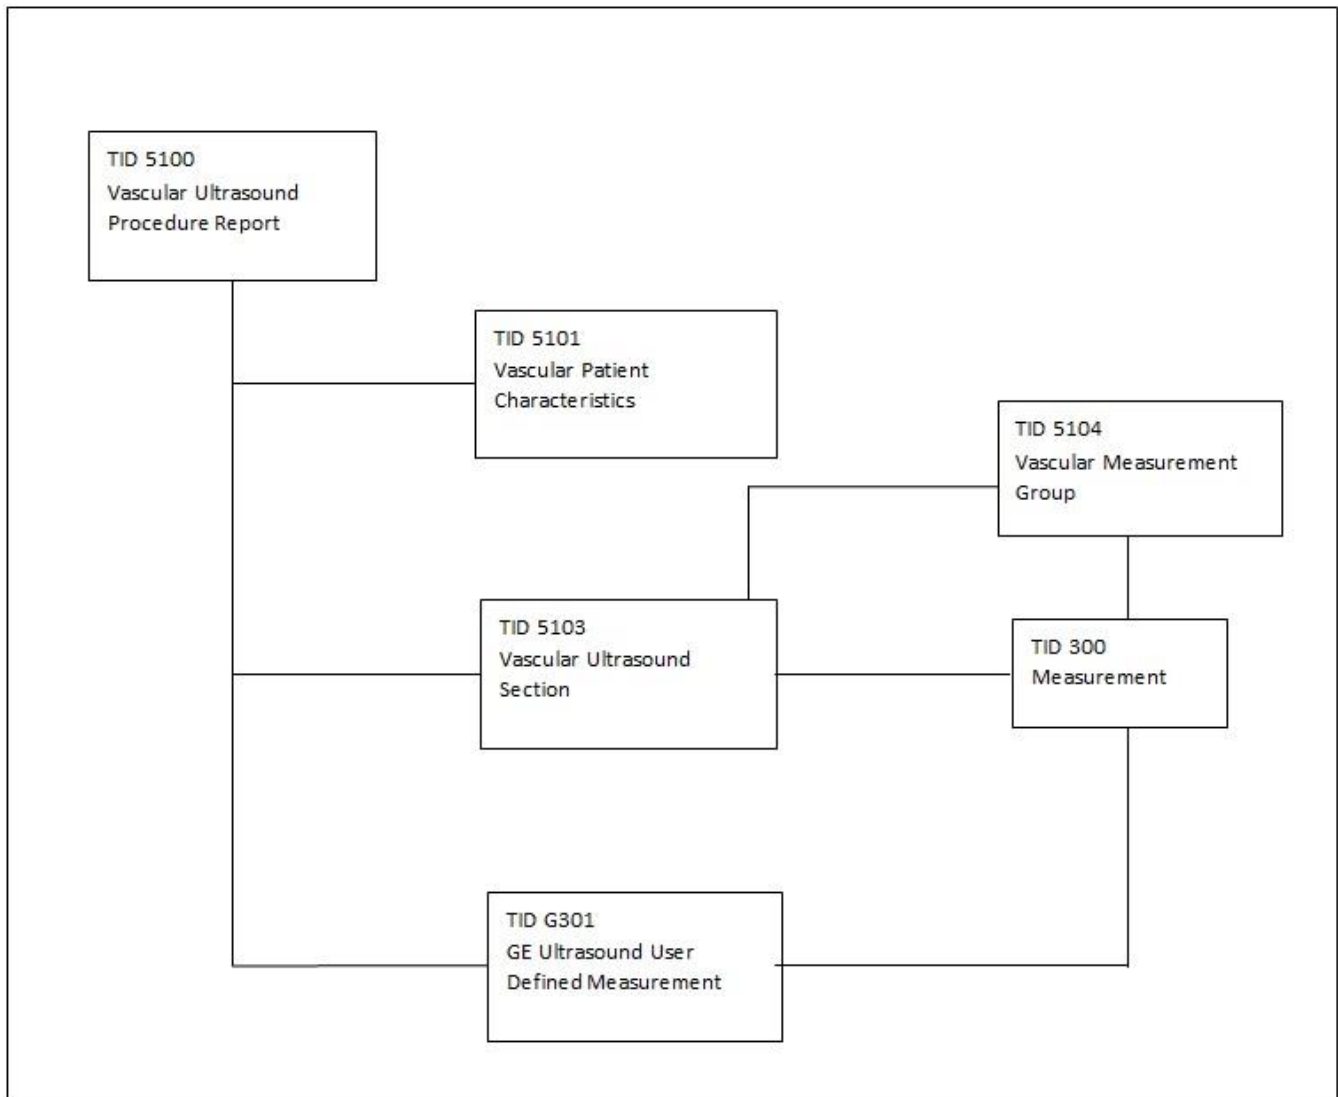 TID 5100
Vascular Ultrasound
Procedure Report
TID 5101
Vascular Patient
Characteristics
TID 5104
Vascular Measurement
Group
TID 5103
Vascular Ultrasound
Section
TID 300
Measurement
TID G301
GE Ultrasound User
Defined Measurement